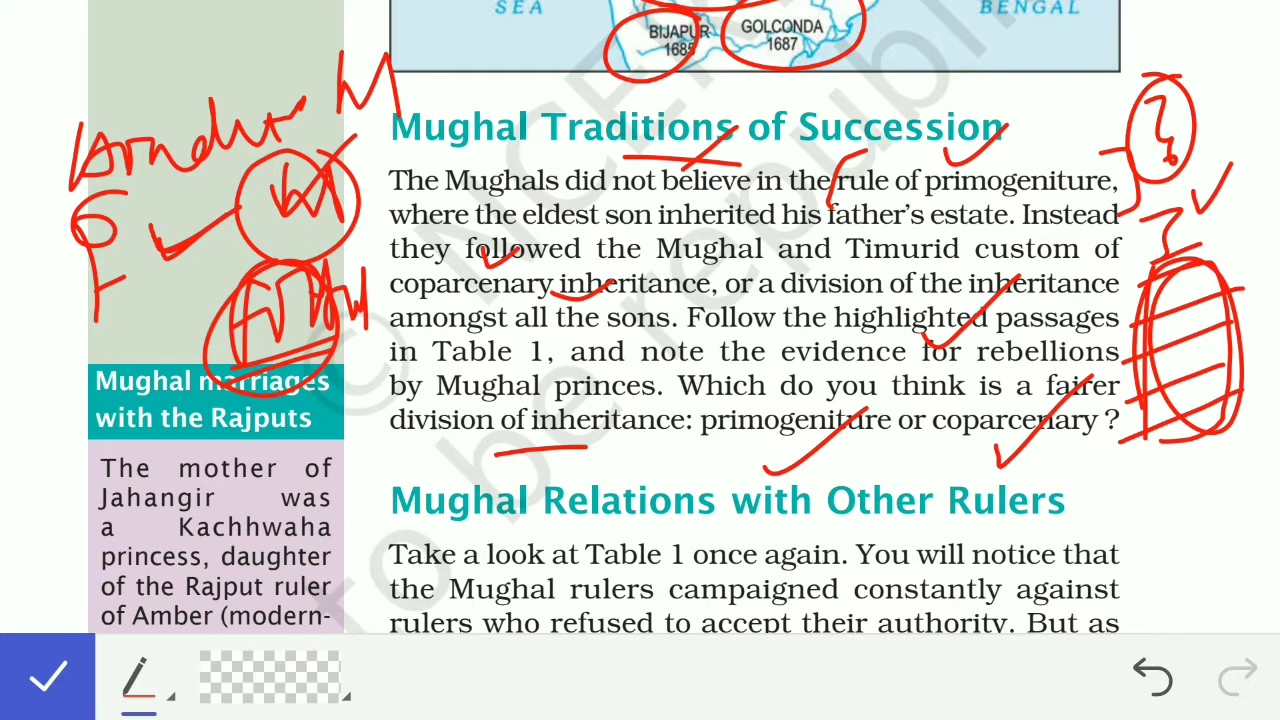 SEA
BENGAL
BIJAPUR
1685
GOLCONDA
1687
Mughal Traditions of Succession
The Mughals did not believe in the rule of primogeniture,
where the eldest son inherited his father's estate. Instead
they followed the Mughal and Timurid custom of
coparcenary inheritance, or a division of the inheritance
amongst all the sons. Follow the highlighted passages
in Table 1, and note the evidence for rebellions
by Mughal princes. Which do you think is a fairer
division of inheritance: primogeniture or coparcenary ?
Mughal marriages
with the Rajputs
The mother of
Jahangir was
a Kachhwaha
princess, daughter
of the Rajput ruler
of Amber (modern-
Mughal Relations with Other Rulers
Take a look at Table 1 once again. You will notice that
the Mughal rulers campaigned constantly against
rulers who refused to accept their authority. But as